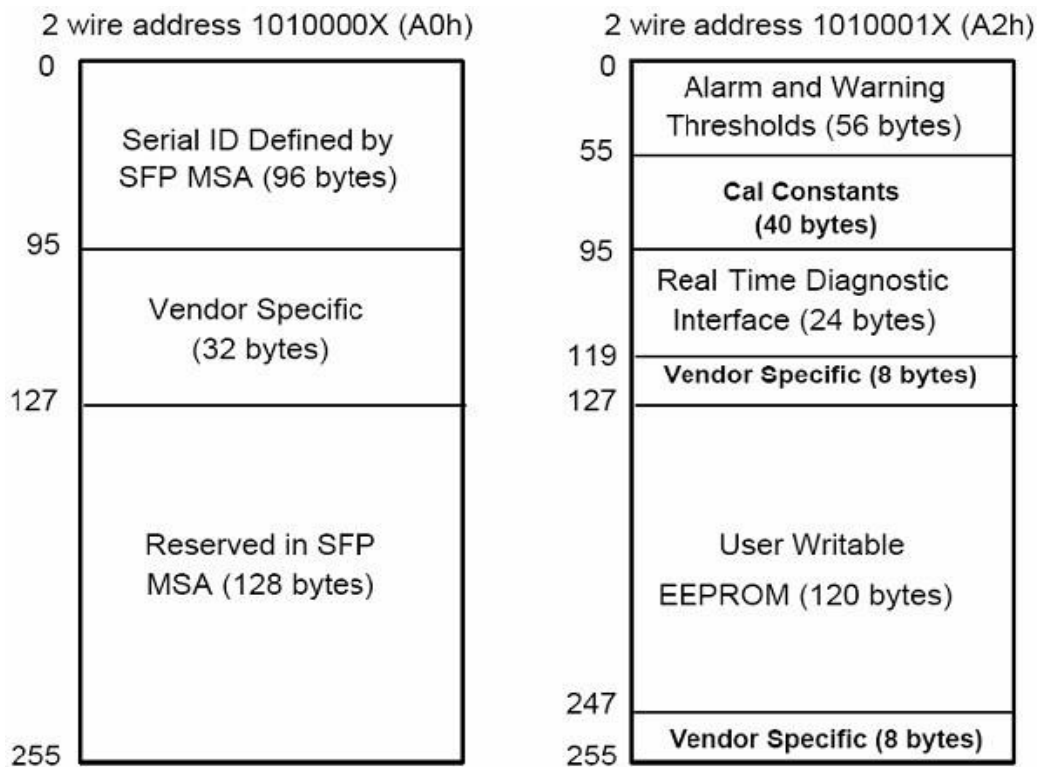 2 wire address 1010000X (A0h)
0
Serial ID Defined by
SFP MSA (96 bytes)
95
Vendor Specific
(32 bytes)
127
Reserved in SFP
MSA (128 bytes)
255
2 wire address 1010001X (A2h)
0
Alarm and Warning
Thresholds (56 bytes)
55
Cal Constants
(40 bytes)
95
Real Time Diagnostic
Interface (24 bytes)
119
Vendor Specific (8 bytes)
127
User Writable
EEPROM (120 bytes)
247
Vendor Specific (8 bytes)
255